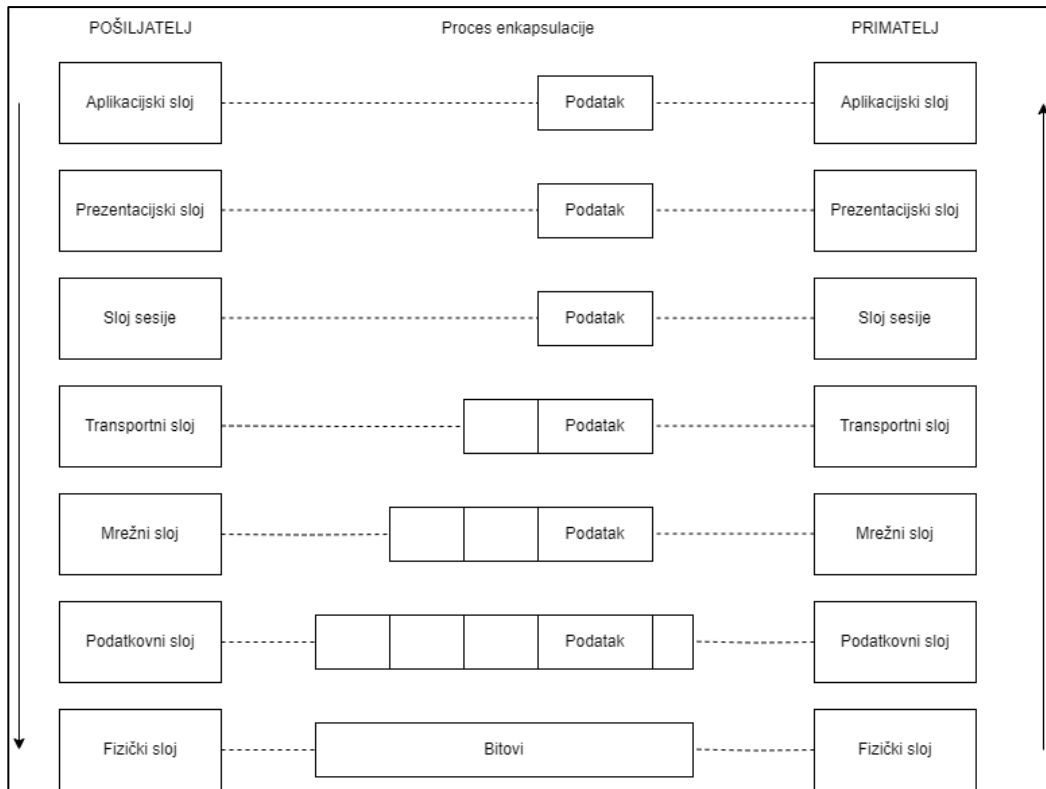 POŠILJATELJ
Proces enkapsulacije
PRIMATELJ
Aplikacijski sloj
Podatak
Aplikacijski sloj
Prezentacijski sloj
Podatak
Prezentacijski sloj
Sloj sesije
Podatak
Sloj sesije
Transportni sloj
Podatak
Transportni sloj
Mrežni sloj
Podatak
Mrežni sloj
Podatkovni sloj
Podatak
Podatkovni sloj
Fizički sloj
Bitovi
Fizički sloj